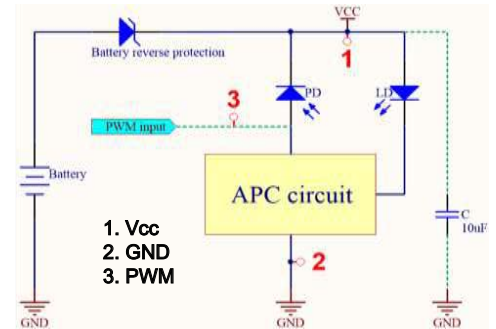 VCC
Battery reverse protection
1
3
PD
LD
PWM input
Battery
APC circuit
C
10uF
1. Vcc
2. GND
3. PWM
2
GND
GND
GND